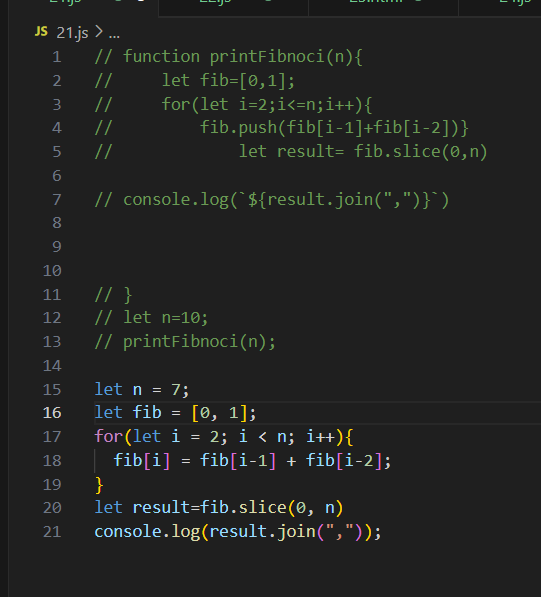 JS 21.js > ...
1 // function printFibnoci(n){
2 //     let fib=[0,1];
3 //     for(let i=2;i<=n;i++){
4 //         fib.push(fib[i-1]+fib[i-2])}
5 //             let result= fib.slice(0,n)
6
7 // console.log(`${result.join(",")}`)
8
9
10
11 // }
12 // let n=10;
13 // printFibnoci(n);
14
15 let n = 7;
16 let fib = [0, 1];
17 for(let i = 2; i < n; i++){
18   fib[i] = fib[i-1] + fib[i-2];
19 }
20 let result=fib.slice(0, n)
21 console.log(result.join(","));